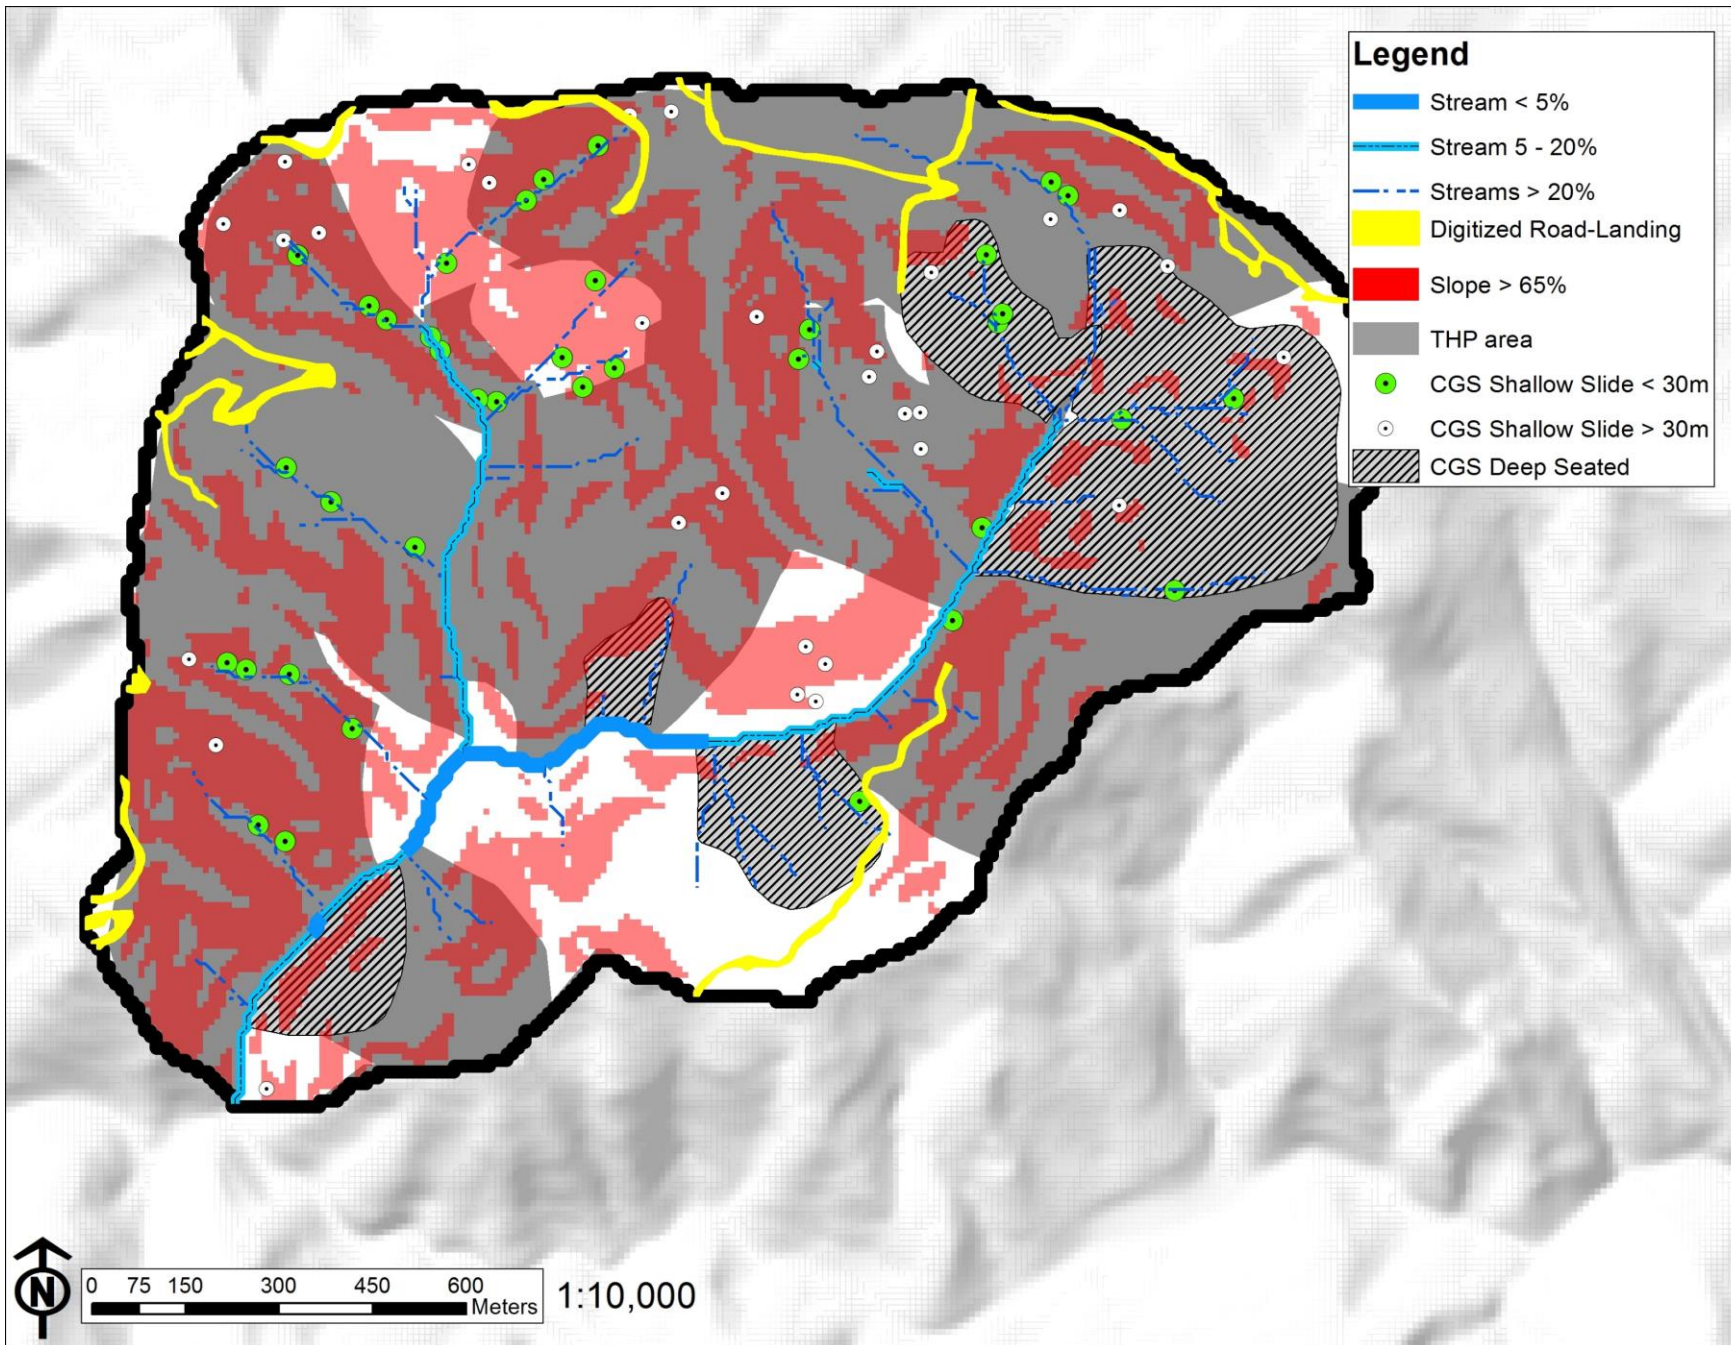 Legend
Stream < 5%
Stream 5 - 20%
Streams > 20%
Digitized Road-Landing
Slope > 65%
THP area
CGS Shallow Slide < 30m
CGS Shallow Slide > 30m
CGS Deep Seated
N
0 75 150 300 450 600
Meters
1:10,000